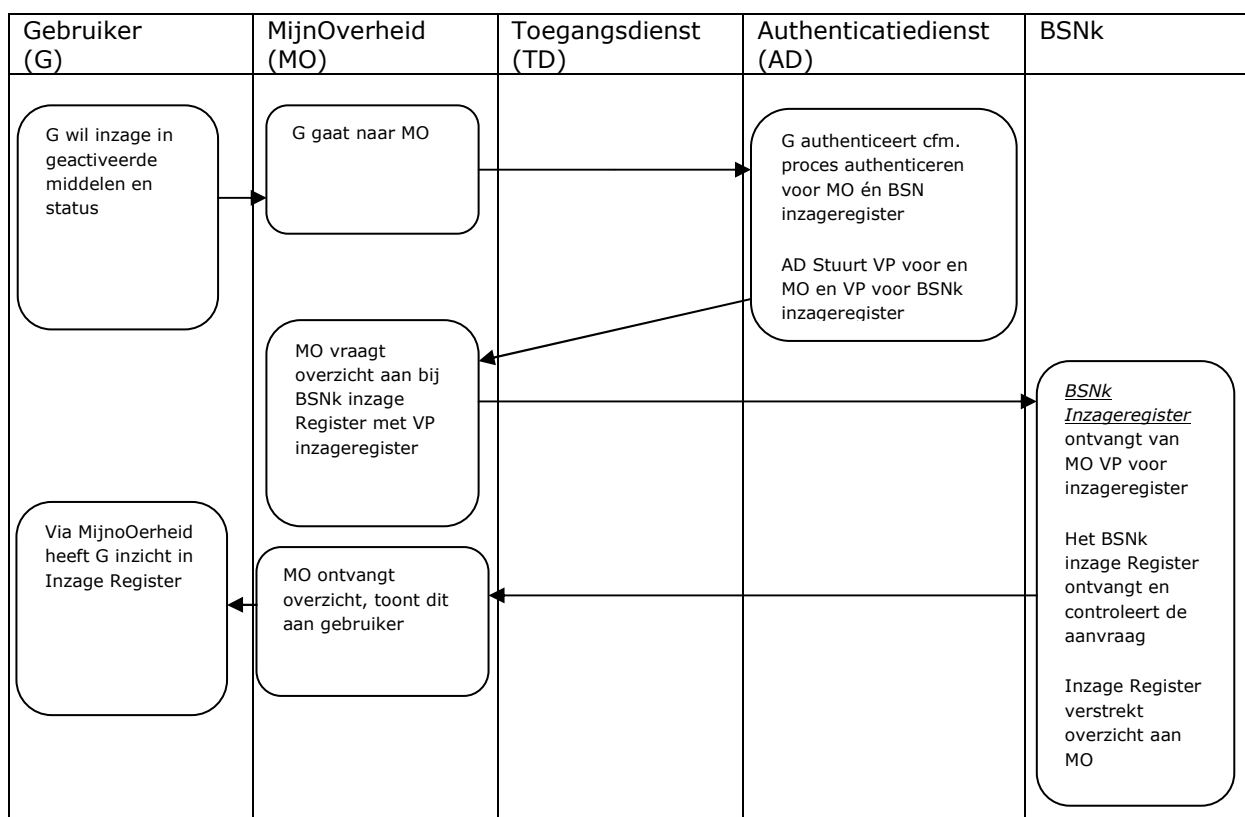 Gebruiker
(G)
MijnOverheid
(MO)
Toegangsdienst
(TD)
Authenticatiedienst
(AD)
BSNk
G wil inzage in
geactiveerde
middelen en
status
G gaat naar MO
G authenticeert cfm.
proces authenticeren
voor MO én BSN
inzageregister
AD Stuurt VP voor en
MO en VP voor BSNk
inzageregister
MO vraagt
overzicht aan bij
BSNk inzage
Register met VP
inzageregister
BSNk
Inzageregister
ontvangt van
MO VP voor
inzageregister
Het BSNk
inzage Register
ontvangt en
controleert de
aanvraag
Inzage Register
verstrekt
overzicht aan
MO
MO ontvangt
overzicht, toont dit
aan gebruiker
Via MijnoOerheid
heeft G inzicht in
Inzage Register